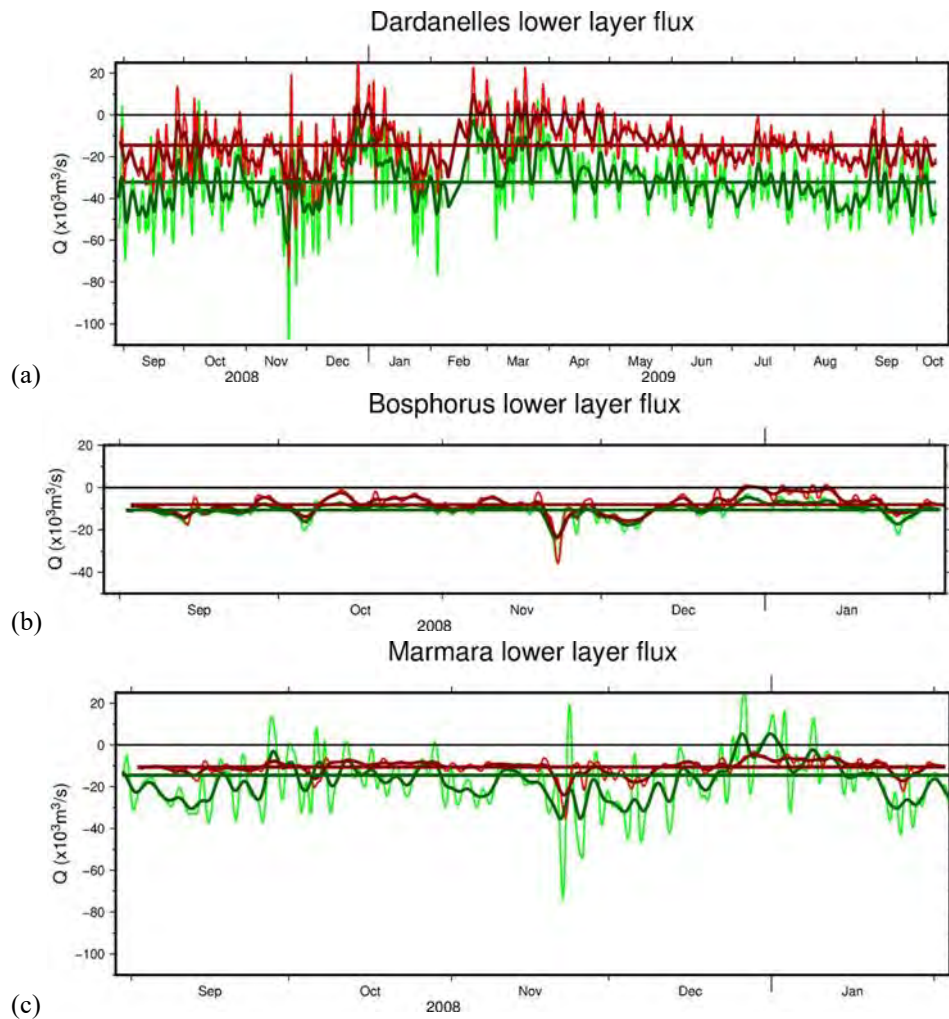 Dardanelles lower layer flux
20
0
−20
−40
−60
−80
−100
Q (x10³m³/s)
Sep Oct Nov Dec Jan Feb Mar Apr May Jun Jul Aug Sep Oct
2008 2009
(a)
Bosphorus lower layer flux
20
0
−20
−40
Q (x10³m³/s)
Sep Oct Nov Dec Jan
2008
(b)
Marmara lower layer flux
20
0
−20
−40
−60
−80
−100
Q (x10³m³/s)
Sep Oct Nov Dec Jan
2008
(c)